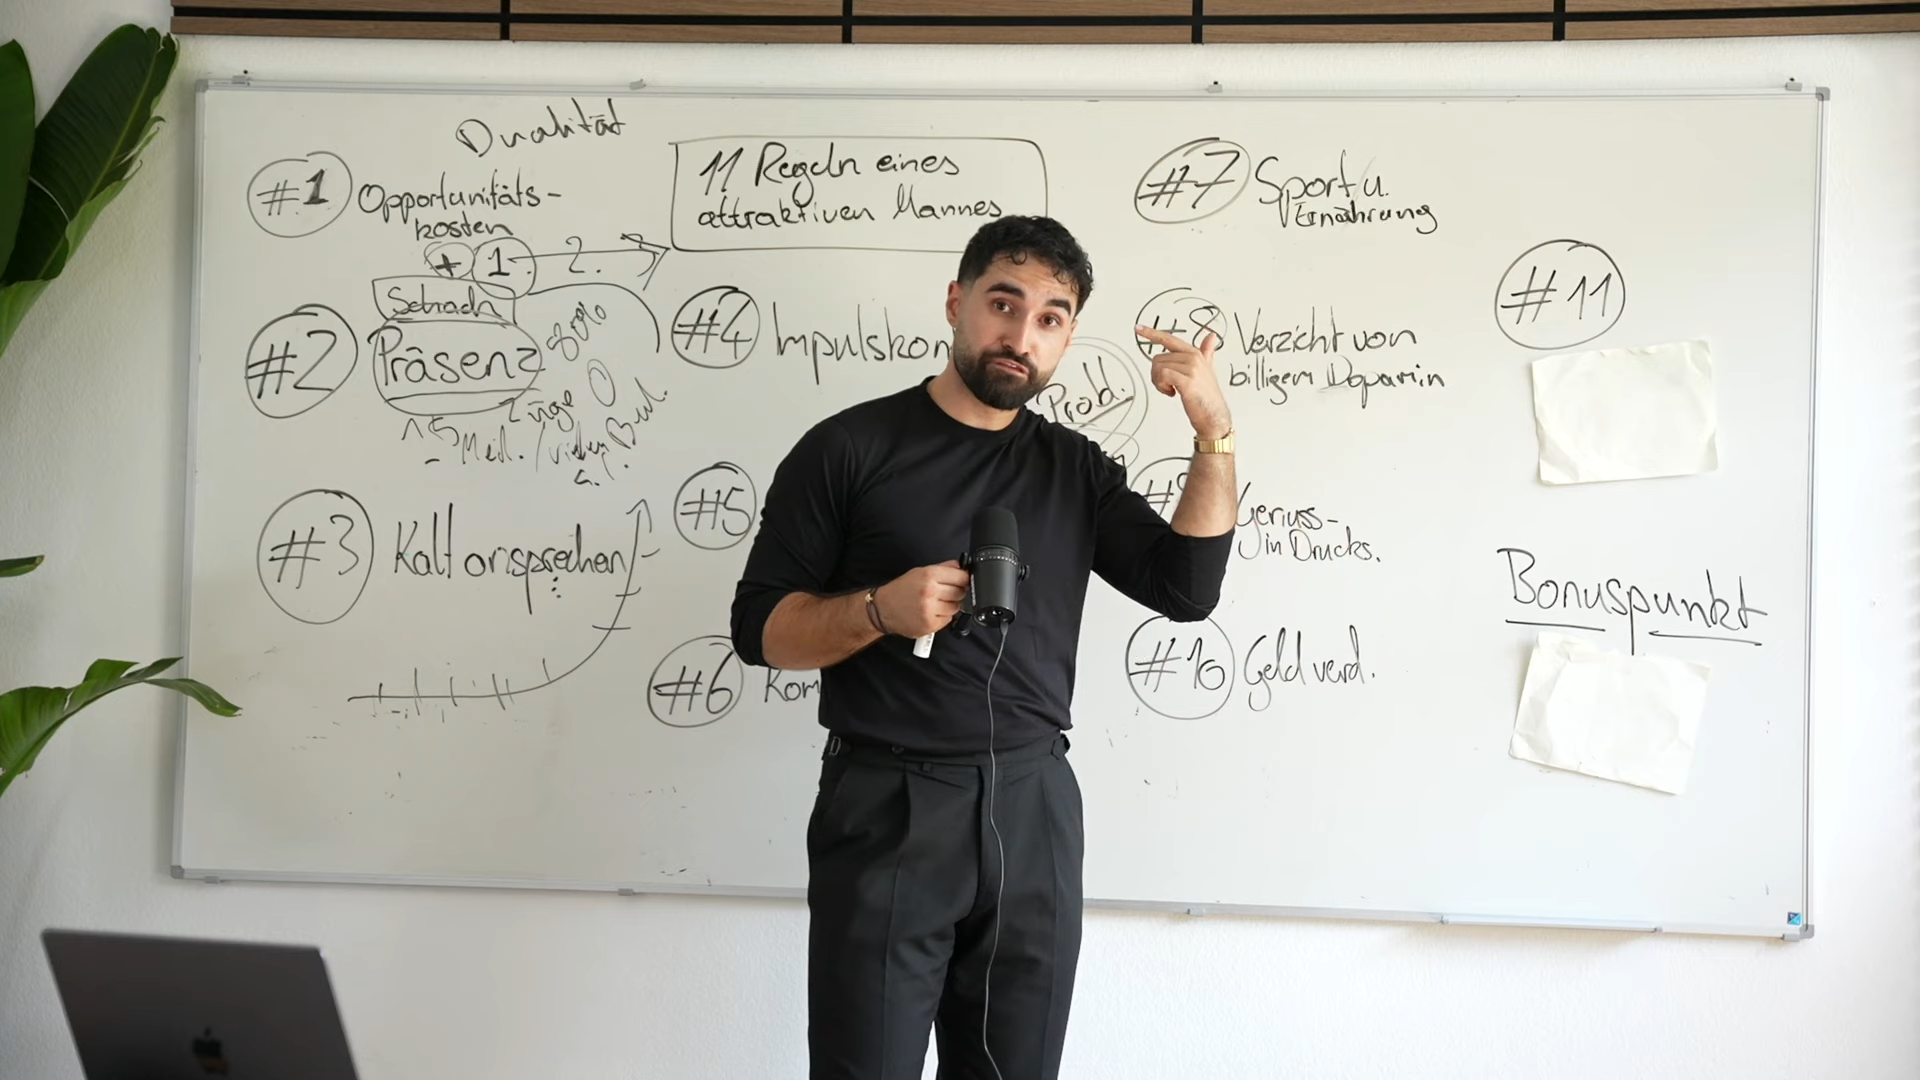 Dualität
11 Regeln eines
attraktiven Mannes
#1 Opportunitäts-
kosten
+ 1. 2.
Schach
#2 Präsenz
80%
Züge
#3 Kalt ansprechen
#4 Impulskon
Prob.
#5
#6 Kom
#7 Sport u.
Ernährung
#8 Verzicht von
billigem Dopamin
Genuss-
in Drucks.
#10 Geld verd.
#11
Bonuspunkt